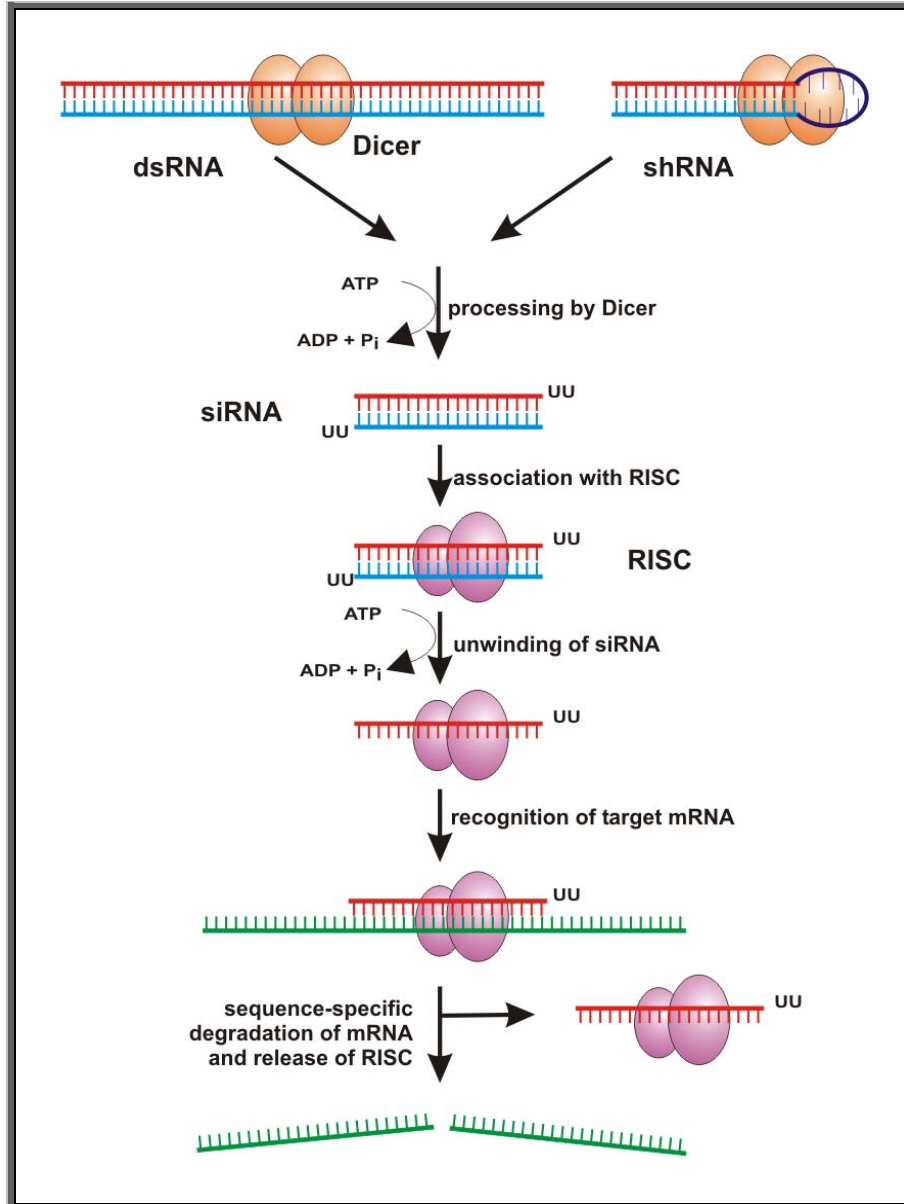 Dicer
dsRNA
shRNA
ATP
processing by Dicer
ADP + Pi
UU
siRNA
UU
association with RISC
UU
RISC
UU
ATP
unwinding of siRNA
ADP + Pi
UU
recognition of target mRNA
UU
sequence-specific
degradation of mRNA
and release of RISC
UU